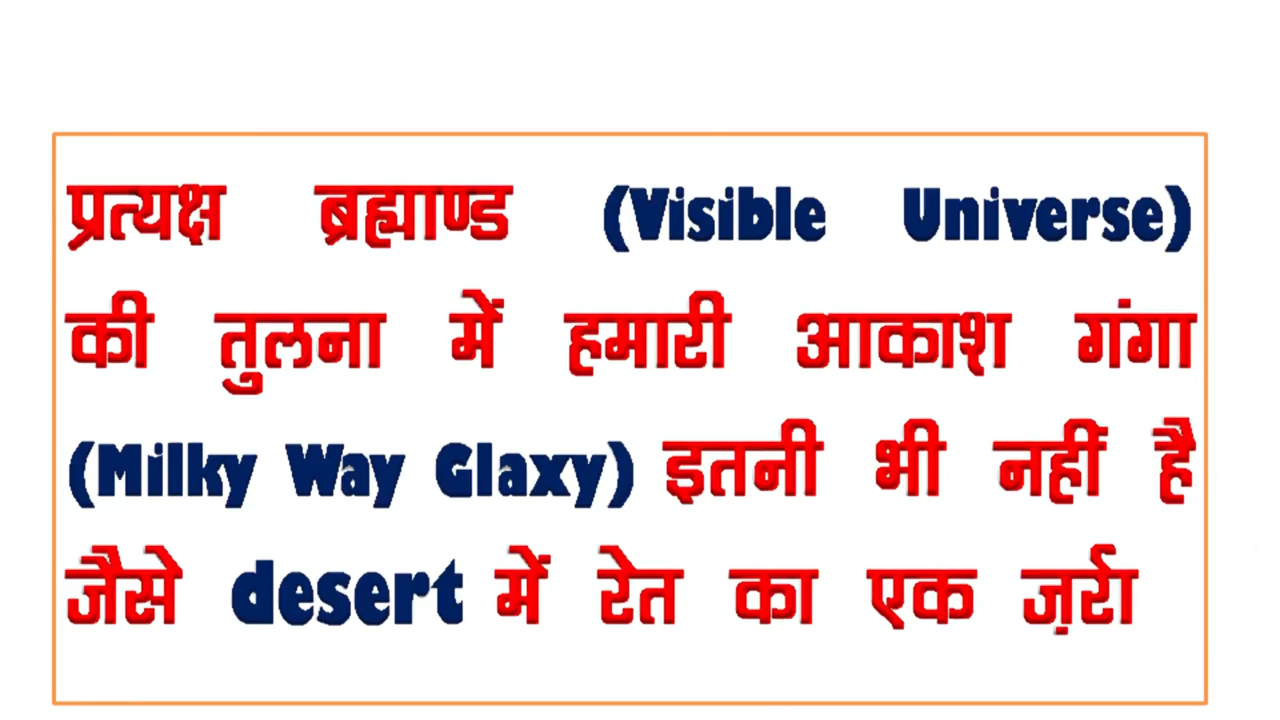 प्रत्यक्ष ब्रह्माण्ड (Visible Universe)
की तुलना में हमारी आकाश गंगा
(Milky Way Glaxy) इतनी भी नहीं है
जैसे desert में रेत का एक ज़र्रा